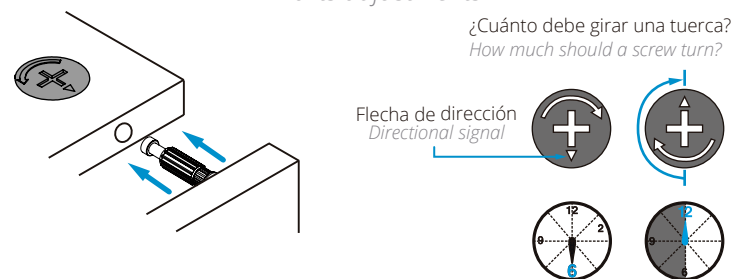 ¿Cuánto debe girar una tuerca?
How much should a screw turn?
Flecha de dirección
Directional signal
12
2
9
6
12
9
6